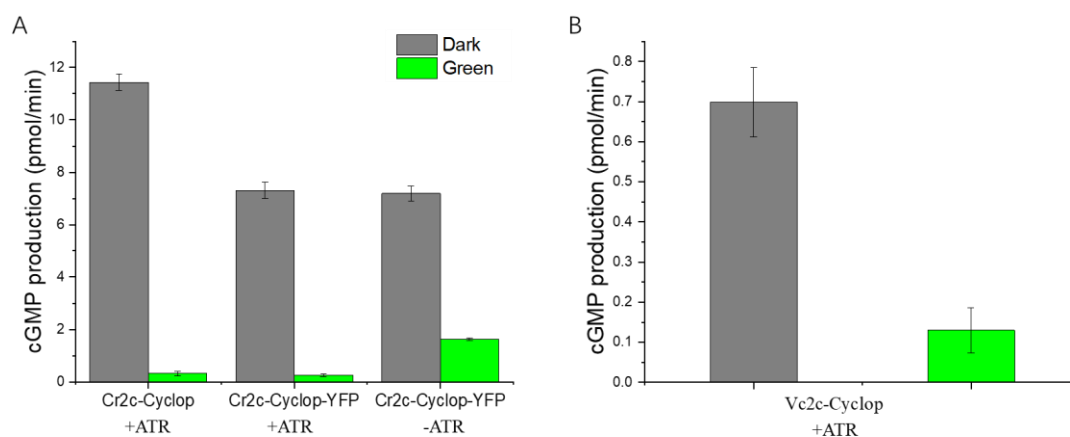 A
cGMP production (pmol/min)
12
10
8
6
4
2
0
Dark
Green
Cr2c-Cyclop
+ATR
Cr2c-Cyclop-YFP
+ATR
Cr2c-Cyclop-YFP
-ATR
B
cGMP production (pmol/min)
0.8
0.7
0.6
0.5
0.4
0.3
0.2
0.1
0.0
Vc2c-Cyclop
+ATR